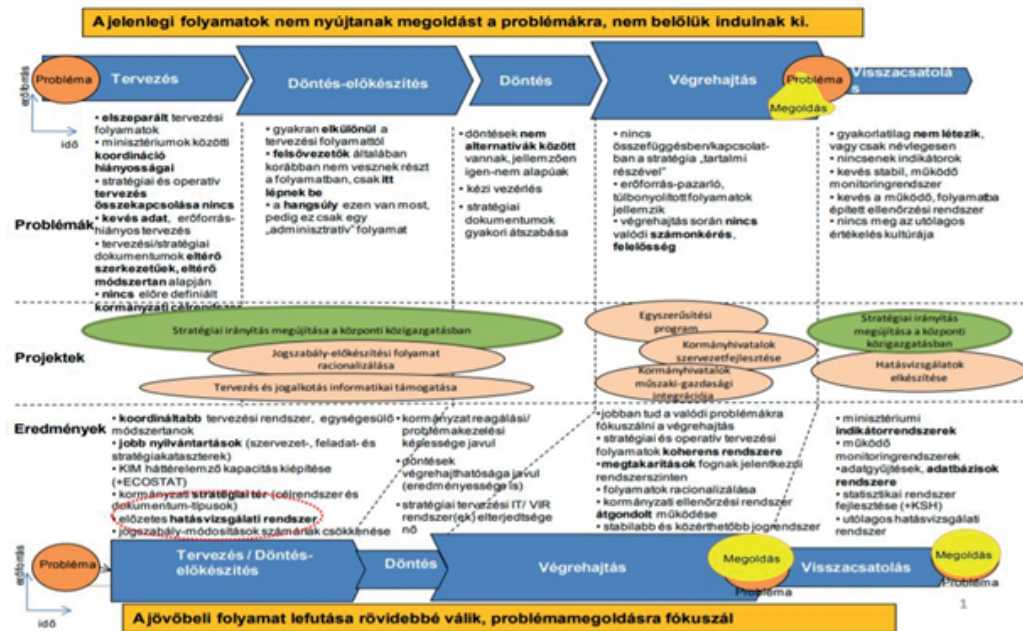 A jelenlegi folyamatok nem nyújtanak megoldást a problémákra, nem belőlük indulnak ki.
Probléma
Tervezés
Döntés-előkészítés
Döntés
Végrehajtás
Probléma
Megoldás
Visszacsatolá
s
erőforrás
idő
Problémák
• elszeparált tervezési
folyamatok
• minisztériumok közötti
koordináció
hiányosságai
• stratégiai és operatív
tervezés
összekapcsolása nincs
• kevés adat, erőforrás-
hiányos tervezés
• tervezési/stratégiai
dokumentumok eltérő
szerkezetűek, eltérő
módszertan alapján
• nincs előre definiált
kormányzati célrendszer
• gyakran elkülönül a
tervezési folyamattól
• felsővezetők általában
korábban nem vesznek részt
a folyamatban, csak itt
lépnek be
• a hangsúly ezen van most,
pedig ez csak egy
„adminisztratív" folyamat
• döntések nem
alternatívák között
vannak, jellemzően
igen-nem alapúak
• kézi vezérlés
• stratégiai
dokumentumok
gyakori átszabása
• nincs
összefüggésben/kapcsolat-
ban a stratégia „tartalmi
részével"
• erőforrás-pazarló,
túlbonyolított folyamatok
jellemzik
• végrehajtás során nincs
valódi számonkérés,
felelősség
• gyakorlatilag nem létezik,
vagy csak névlegesen
• nincsenek indikátorok
• kevés stabil, működő
monitoringrendszer
• kevés a működő, folyamatba
épített ellenőrzési rendszer
• nincs meg az utólagos
értékelés kultúrája
Projektek
Stratégiai irányítás megújítása a központi közigazgatásban
Jogszabály-előkészítési folyamat
racionalizálása
Tervezés és jogalkotás informatikai támogatása
Egyszerűsítési
program
Kormányhivatalok
szervezetfejlesztése
Kormányhivatalok
műszaki-gazdasági
integrációja
Stratégiai irányítás
megújítása a központi
közigazgatásban
Hatásvizsgálatok
elkészítése
Eredmények
• koordináltabb tervezési rendszer, egységesülő
módszertanok
• jobb nyilvántartások (szervezet-, feladat- és
stratégiakataszterek)
• KIM háttérelemző kapacitás kiépítése
(+ECOSTAT)
• kormányzati stratégiai tér (célrendszer és
dokumentum-típusok)
• előzetes hatásvizsgálati rendszer
• jogszabály-módosítások számának csökkenése
• kormányzat reagálási/
problémakezelési
képessége javul
• döntések
végrehajthatósága javul
(eredményessége is)
• stratégiai tervezési IT/ VIR
rendszer(ek) elterjedtsége
nő
• jobban tud a valódi problémákra
fókuszálni a végrehajtás
• stratégiai és operatív tervezési
folyamatok koherens rendszere
• megtakarítások fognak jelentkezni
rendszerszinten
• folyamatok racionalizálása
• kormányzati ellenőrzési rendszer
átgondolt működése
• stabilabb és közérthetőbb jogrendszer
• minisztériumi
indikátorrendszerek
• működő
monitoringrendszerek
• adatgyűjtések, adatbázisok
rendszere
• statisztikai rendszer
fejlesztése (+KSH)
• utólagos hatásvizsgálati
rendszer
erőforrás
idő
Probléma
Tervezés / Döntés-
előkészítés
Döntés
Végrehajtás
Megoldás
Probléma
Visszacsatolás
Megoldás
Probléma
1
A jövőbeli folyamat lefutása rövidebbé válik, problémamegoldásra fókuszál